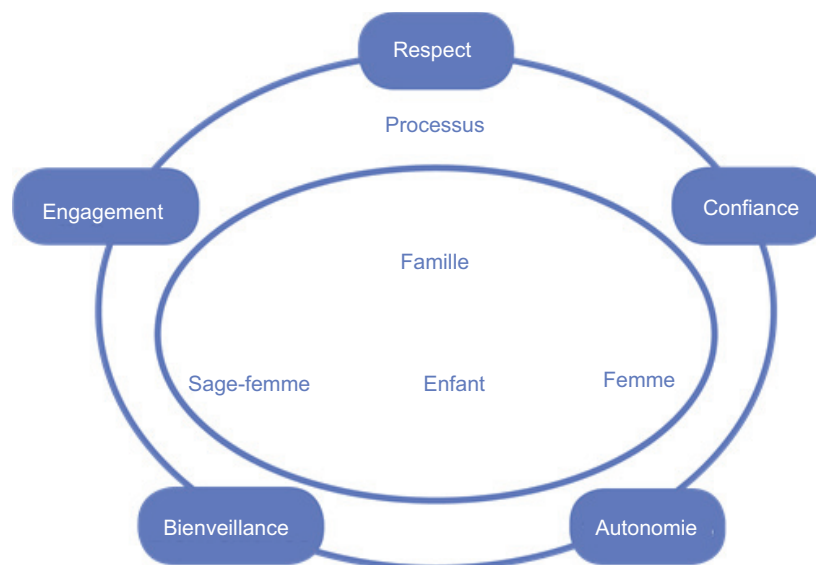 Respect
Processus
Engagement
Confiance
Famille
Sage-femme
Enfant
Femme
Bienveillance
Autonomie